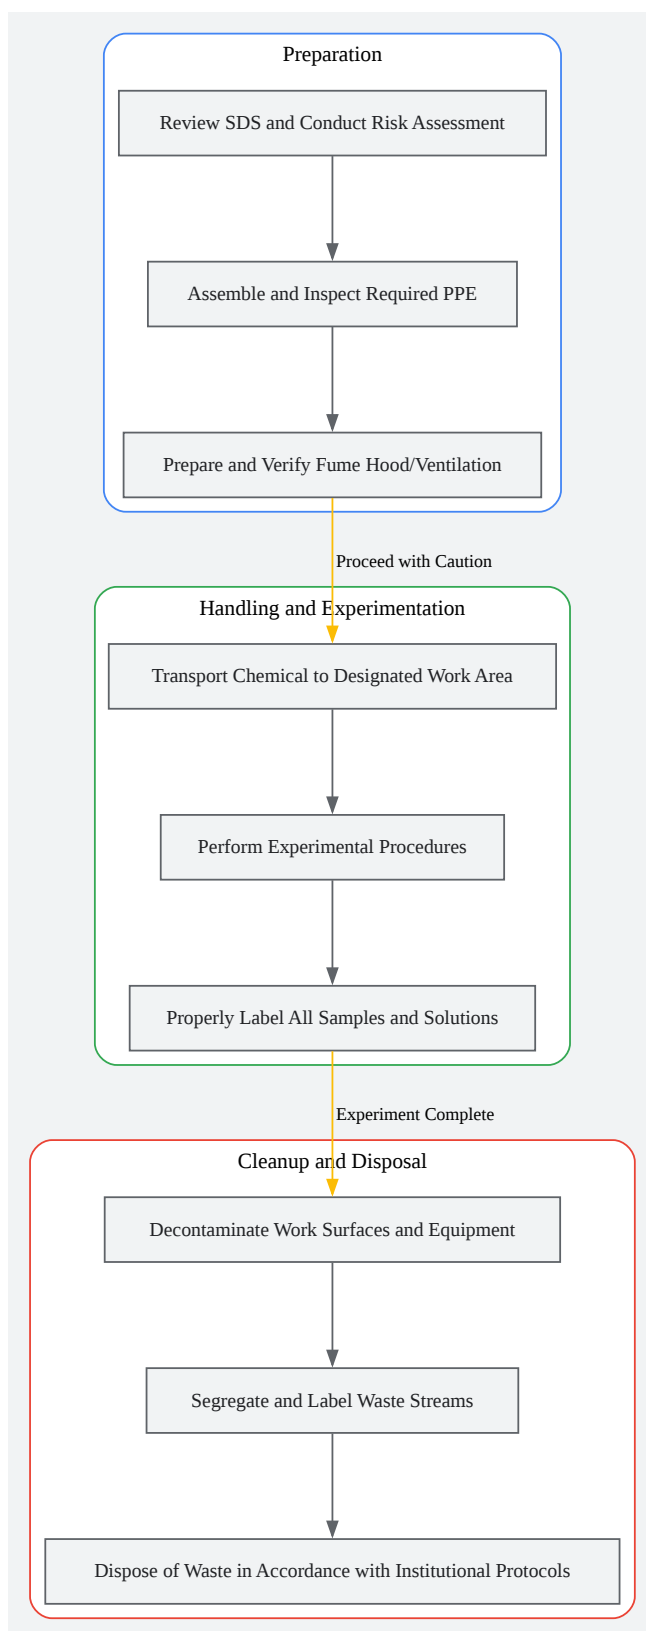 Preparation
Review SDS and Conduct Risk Assessment
Assemble and Inspect Required PPE
Prepare and Verify Fume Hood/Ventilation
Proceed with Caution
Handling and Experimentation
Transport Chemical to Designated Work Area
Perform Experimental Procedures
Properly Label All Samples and Solutions
Experiment Complete
Cleanup and Disposal
Decontaminate Work Surfaces and Equipment
Segregate and Label Waste Streams
Dispose of Waste in Accordance with Institutional Protocols